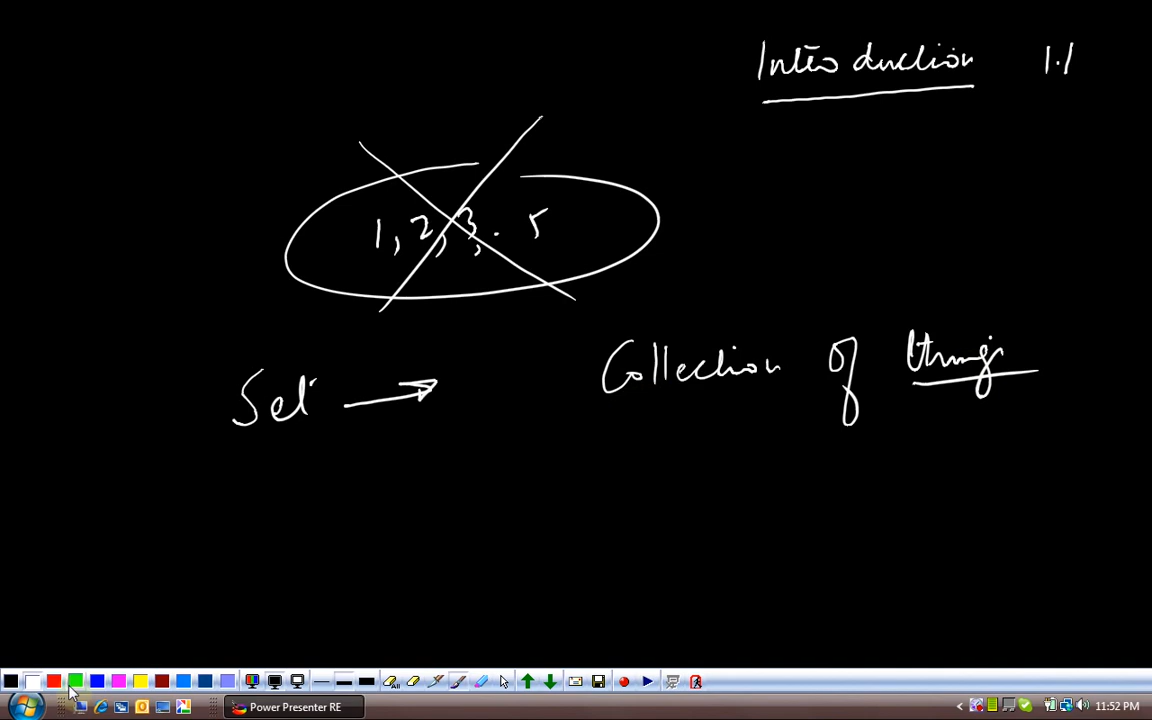 Introduction 1.1
1, 2, 3, . 5
Set → Collection of things
Power Presenter RE
11:52 PM